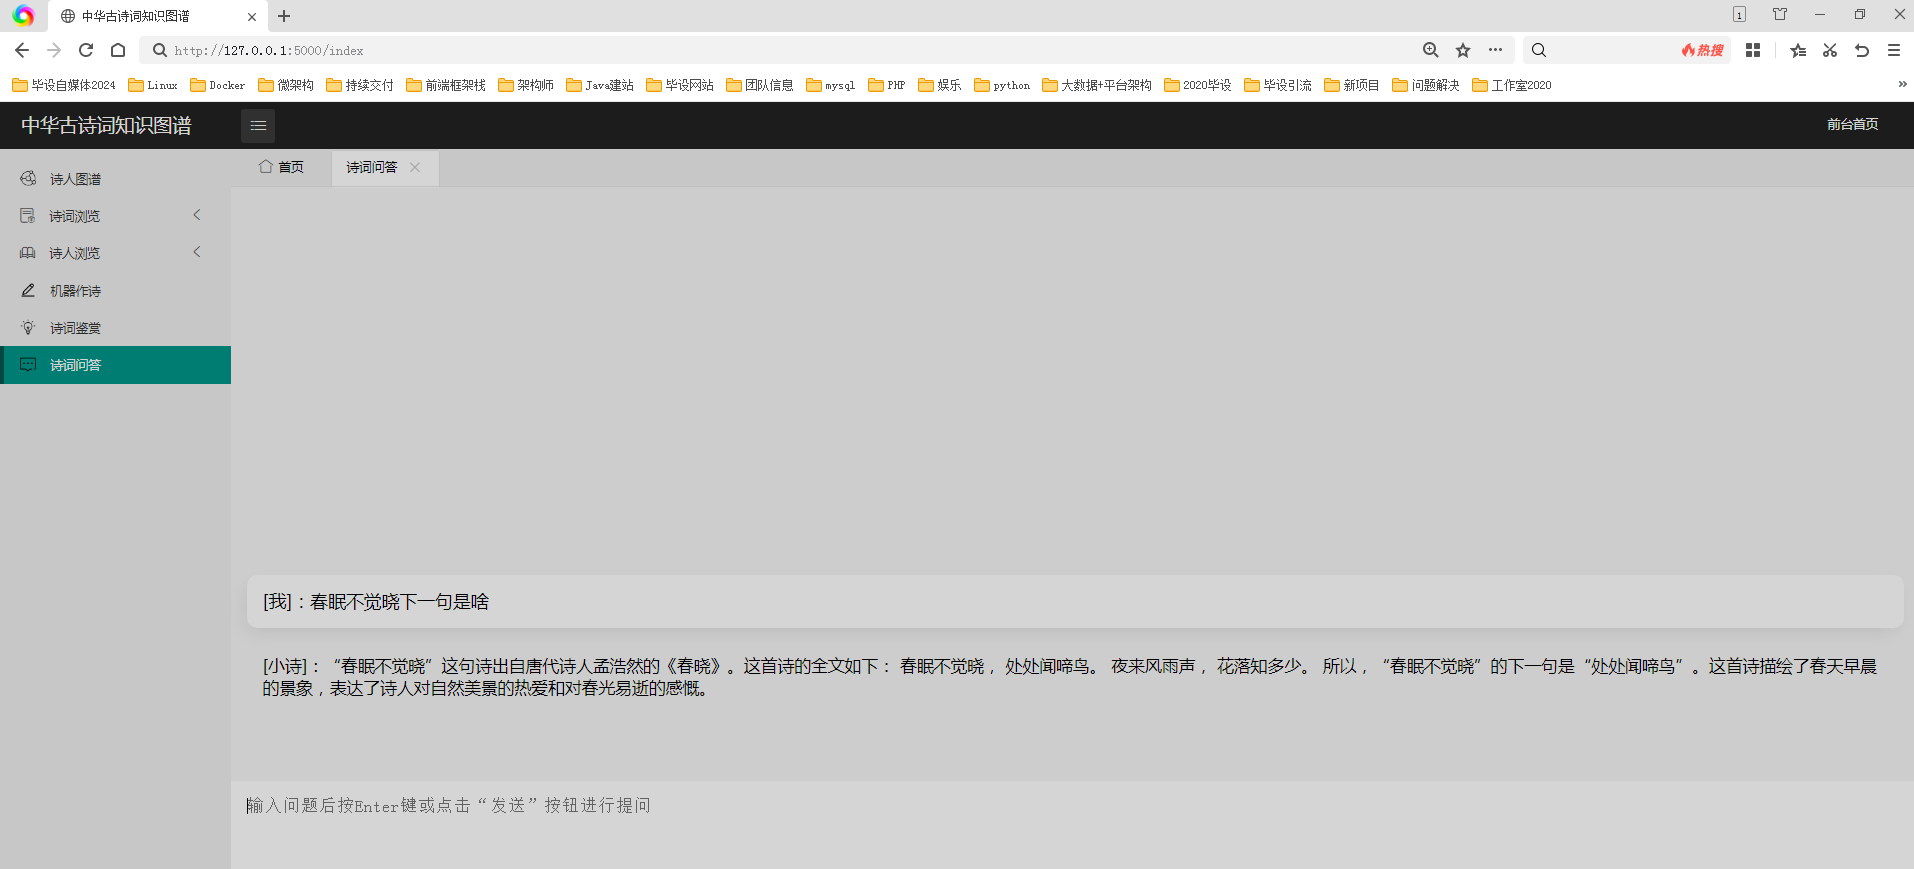 中华古诗词知识图谱
1
http://127.0.0.1:5000/index
热搜
毕设自媒体2024 Linux Docker 微架构 持续交付 前端框架栈 架构师 Java建站 毕设网站 团队信息 mysql PHP 娱乐 python 大数据+平台架构 2020毕设 毕设引流 新项目 问题解决 工作室2020
中华古诗词知识图谱
前台首页
首页 诗词问答
诗人图谱
诗词浏览
诗人浏览
机器作诗
诗词鉴赏
诗词问答
[我]：春眠不觉晓下一句是啥
[小诗]：“春眠不觉晓”这句诗出自唐代诗人孟浩然的《春晓》。这首诗的全文如下： 春眠不觉晓， 处处闻啼鸟。 夜来风雨声， 花落知多少。 所以，“春眠不觉晓”的下一句是“处处闻啼鸟”。这首诗描绘了春天早晨
的景象，表达了诗人对自然美景的热爱和对春光易逝的感慨。
输入问题后按Enter键或点击“发送”按钮进行提问